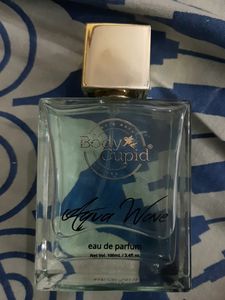 Body Cupid
Aqua Wave
eau de parfum
Net Vol. 100mL / 3.4fl. oz.